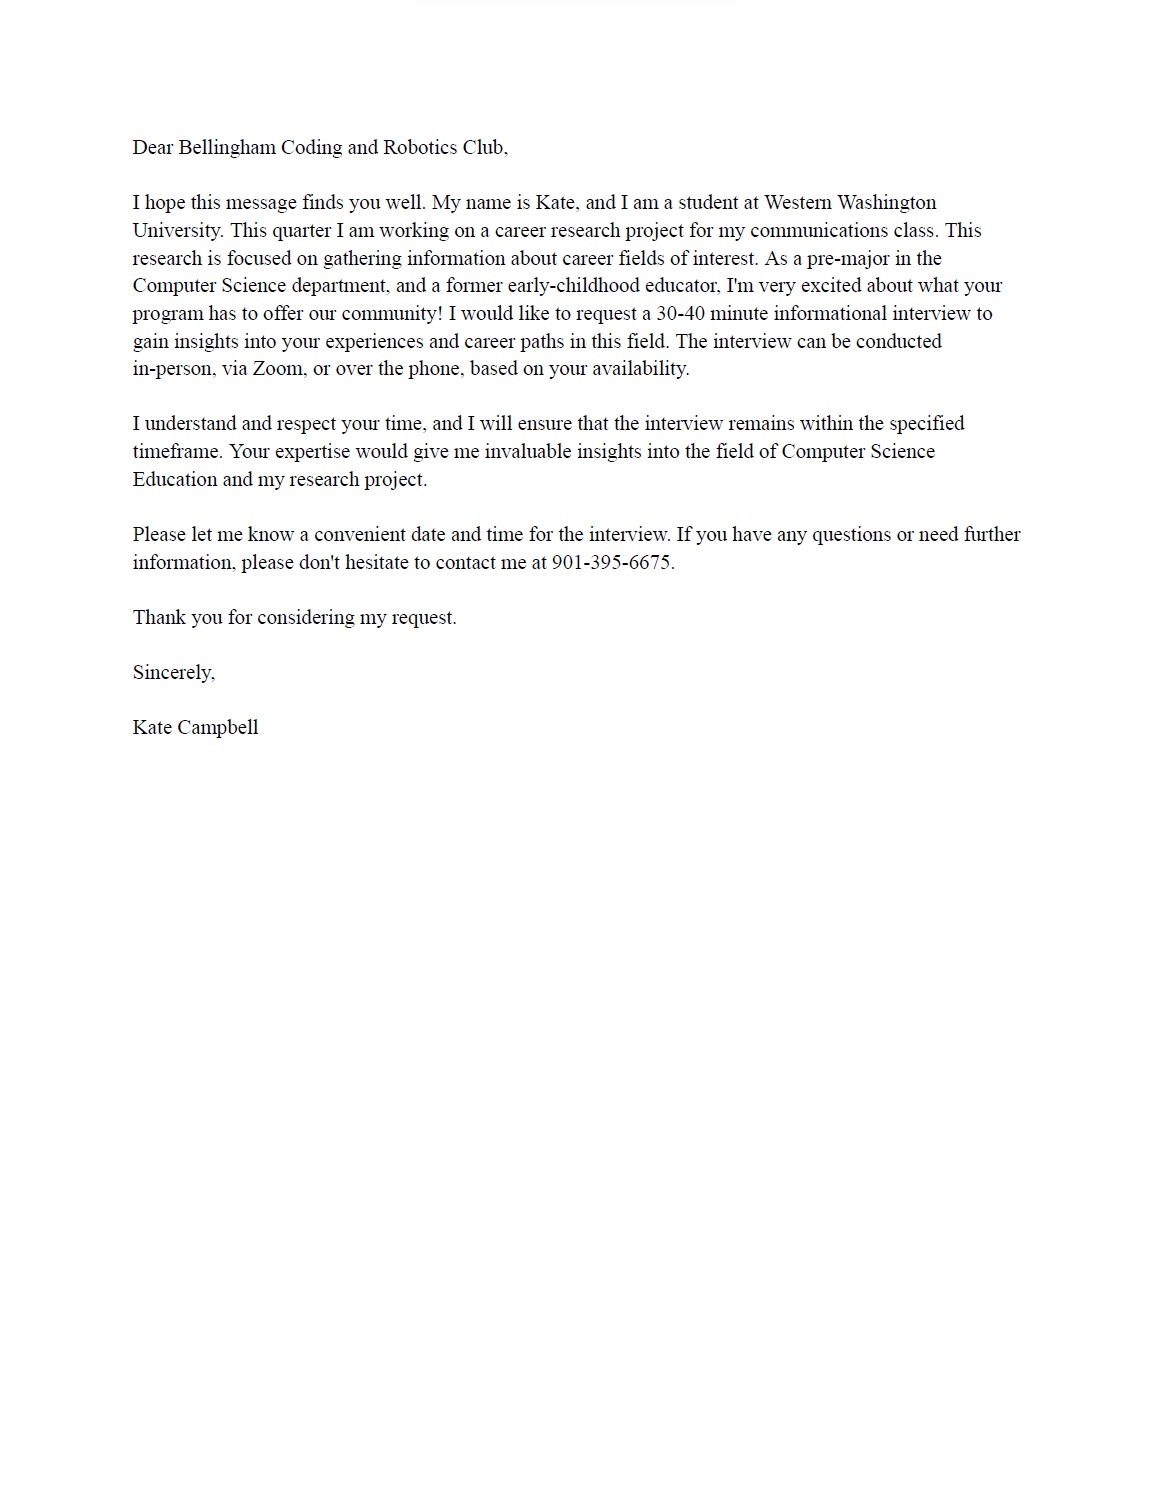 Dear Bellingham Coding and Robotics Club,
I hope this message finds you well. My name is Kate, and I am a student at Western Washington
University. This quarter I am working on a career research project for my communications class. This
research is focused on gathering information about career fields of interest. As a pre-major in the
Computer Science department, and a former early-childhood educator, I'm very excited about what your
program has to offer our community! I would like to request a 30-40 minute informational interview to
gain insights into your experiences and career paths in this field. The interview can be conducted
in-person, via Zoom, or over the phone, based on your availability.
I understand and respect your time, and I will ensure that the interview remains within the specified
timeframe. Your expertise would give me invaluable insights into the field of Computer Science
Education and my research project.
Please let me know a convenient date and time for the interview. If you have any questions or need further
information, please don't hesitate to contact me at 901-395-6675.
Thank you for considering my request.
Sincerely,
Kate Campbell